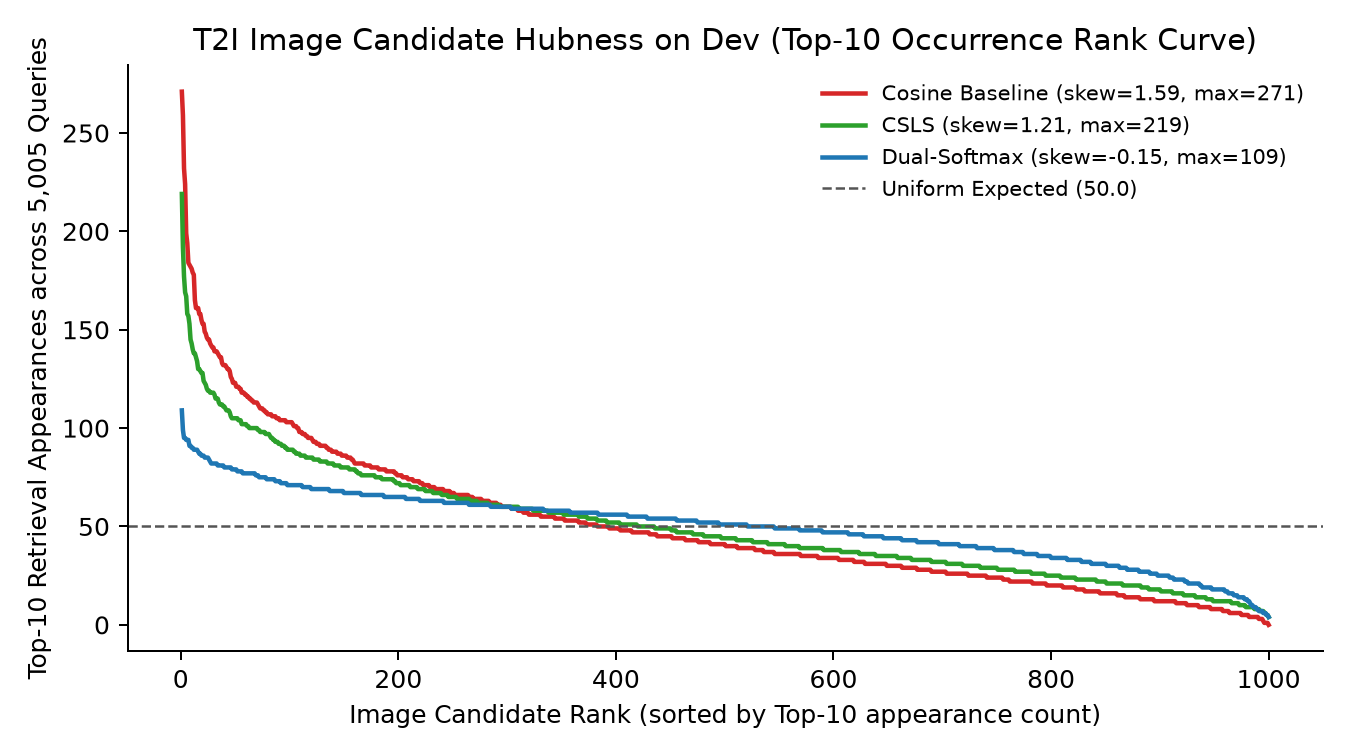 T2I Image Candidate Hubness on Dev (Top-10 Occurrence Rank Curve)
Top-10 Retrieval Appearances across 5,005 Queries
250
200
150
100
50
0
Cosine Baseline (skew=1.59, max=271)
CSLS (skew=1.21, max=219)
Dual-Softmax (skew=-0.15, max=109)
Uniform Expected (50.0)
0 200 400 600 800 1000
Image Candidate Rank (sorted by Top-10 appearance count)